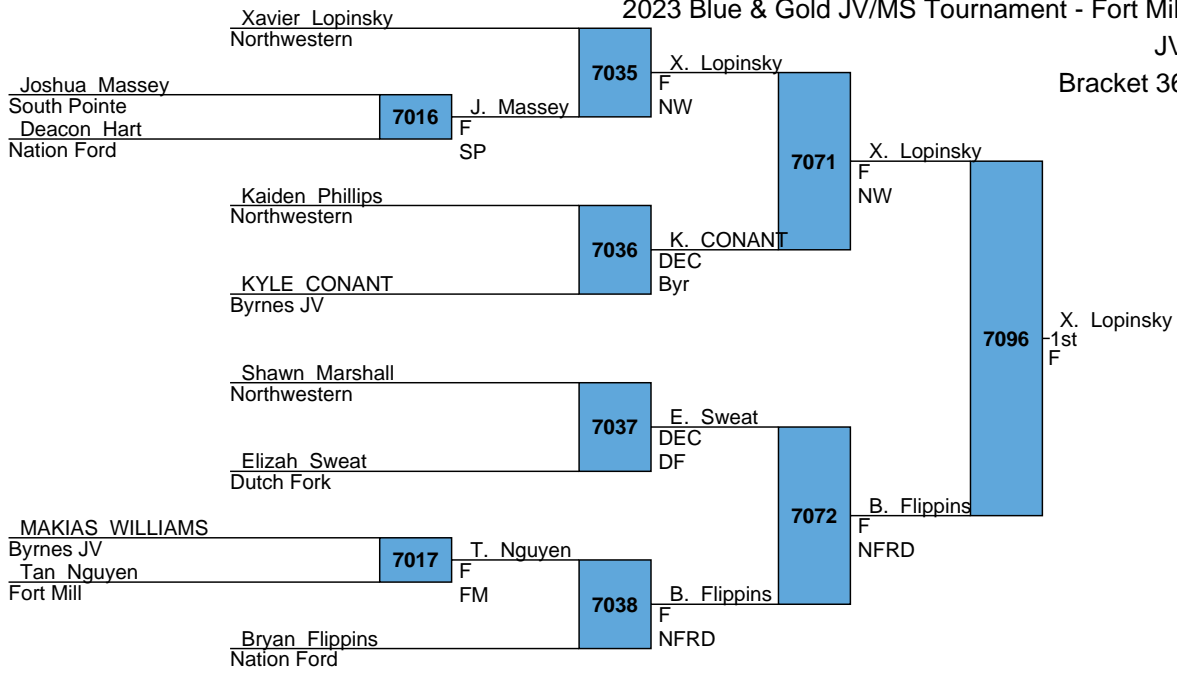 2023 Blue & Gold JV/MS Tournament - Fort Mil
JV
Bracket 36
Xavier Lopinsky
Northwestern
7035
X. Lopinsky
F
NW
Joshua Massey
South Pointe
7016
J. Massey
F
SP
Deacon Hart
Nation Ford
7071
X. Lopinsky
F
NW
Kaiden Phillips
Northwestern
7036
K. CONANT
DEC
Byr
KYLE CONANT
Byrnes JV
7096
X. Lopinsky
1st
F
Shawn Marshall
Northwestern
7037
E. Sweat
DEC
DF
Elizah Sweat
Dutch Fork
7072
B. Flippins
F
NFRD
MAKIAS WILLIAMS
Byrnes JV
7017
T. Nguyen
F
FM
Tan Nguyen
Fort Mill
7038
B. Flippins
F
NFRD
Bryan Flippins
Nation Ford